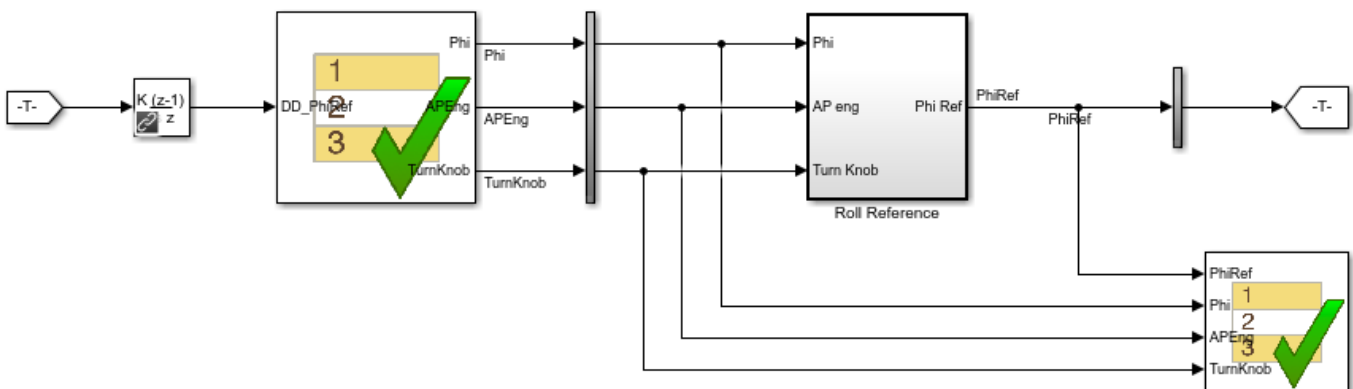 -T-
K (z-1)
z
DD_PhiRef
1
2
3
Phi
APEng
TurnKnob
Phi
APEng
TurnKnob
Phi
AP eng
Turn Knob
Phi Ref
Roll Reference
PhiRef
PhiRef
-T-
PhiRef
Phi
APEng
TurnKnob
1
2
3